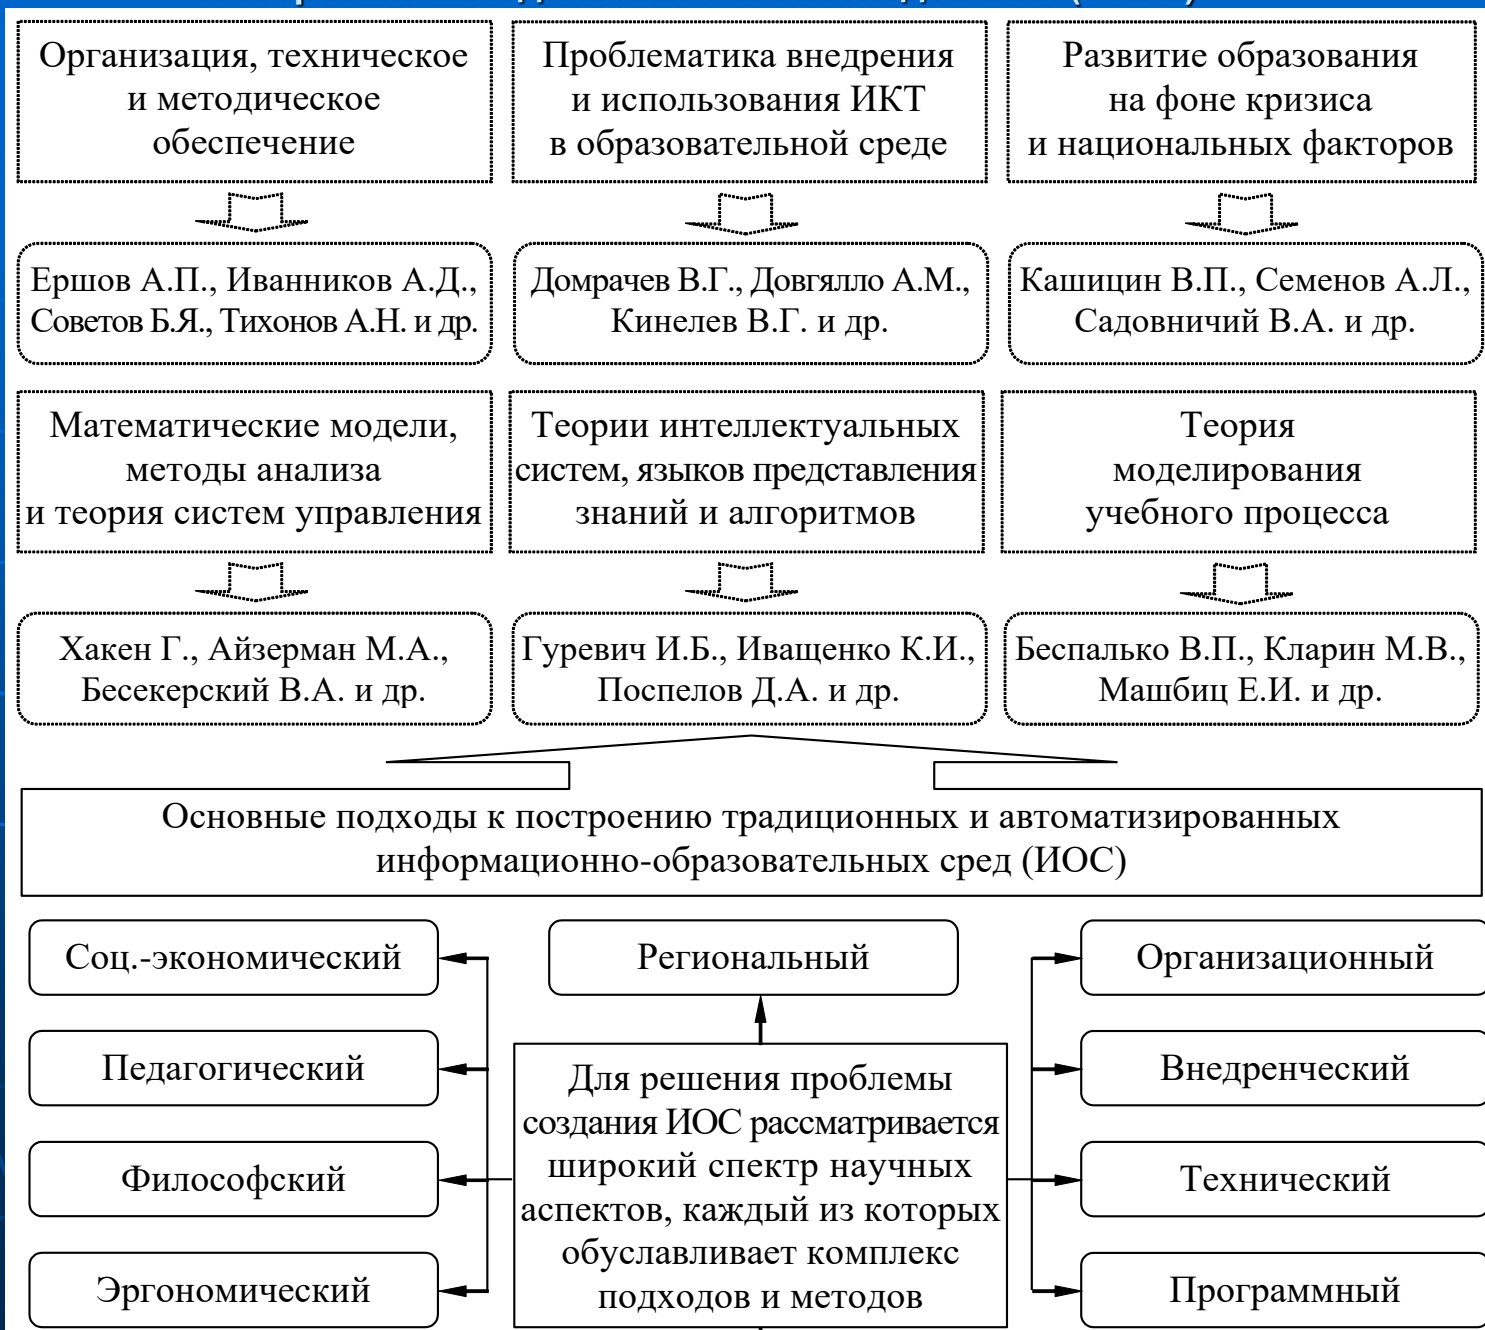 Организация, техническое
и методическое
обеспечение
Проблематика внедрения
и использования ИКТ
в образовательной среде
Развитие образования
на фоне кризиса
и национальных факторов
Ершов А.П., Иванников А.Д.,
Советов Б.Я., Тихонов А.Н. и др.
Домрачев В.Г., Довгялло А.М.,
Кинелев В.Г. и др.
Кашицин В.П., Семенов А.Л.,
Садовничий В.А. и др.
Математические модели,
методы анализа
и теория систем управления
Теории интеллектуальных
систем, языков представления
знаний и алгоритмов
Теория
моделирования
учебного процесса
Хакен Г., Айзерман М.А.,
Бесекерский В.А. и др.
Гуревич И.Б., Иващенко К.И.,
Поспелов Д.А. и др.
Беспалько В.П., Кларин М.В.,
Машбиц Е.И. и др.
Основные подходы к построению традиционных и автоматизированных
информационно-образовательных сред (ИОС)
Соц.-экономический
Педагогический
Философский
Эргономический
Региональный
Для решения проблемы
создания ИОС рассматривается
широкий спектр научных
аспектов, каждый из которых
обуславливает комплекс
подходов и методов
Организационный
Внедренческий
Технический
Программный